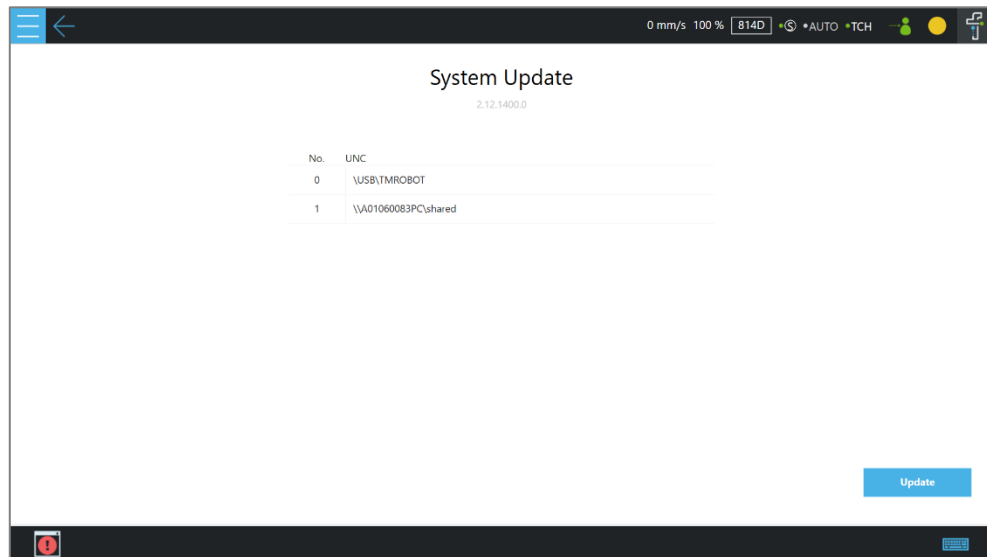 0 mm/s 100 % 814D •Ⓢ •AUTO •TCH
System Update
2.12.1400.0
No. UNC
0 \USB\TMROBOT
1 \\A01060083PC\shared
Update